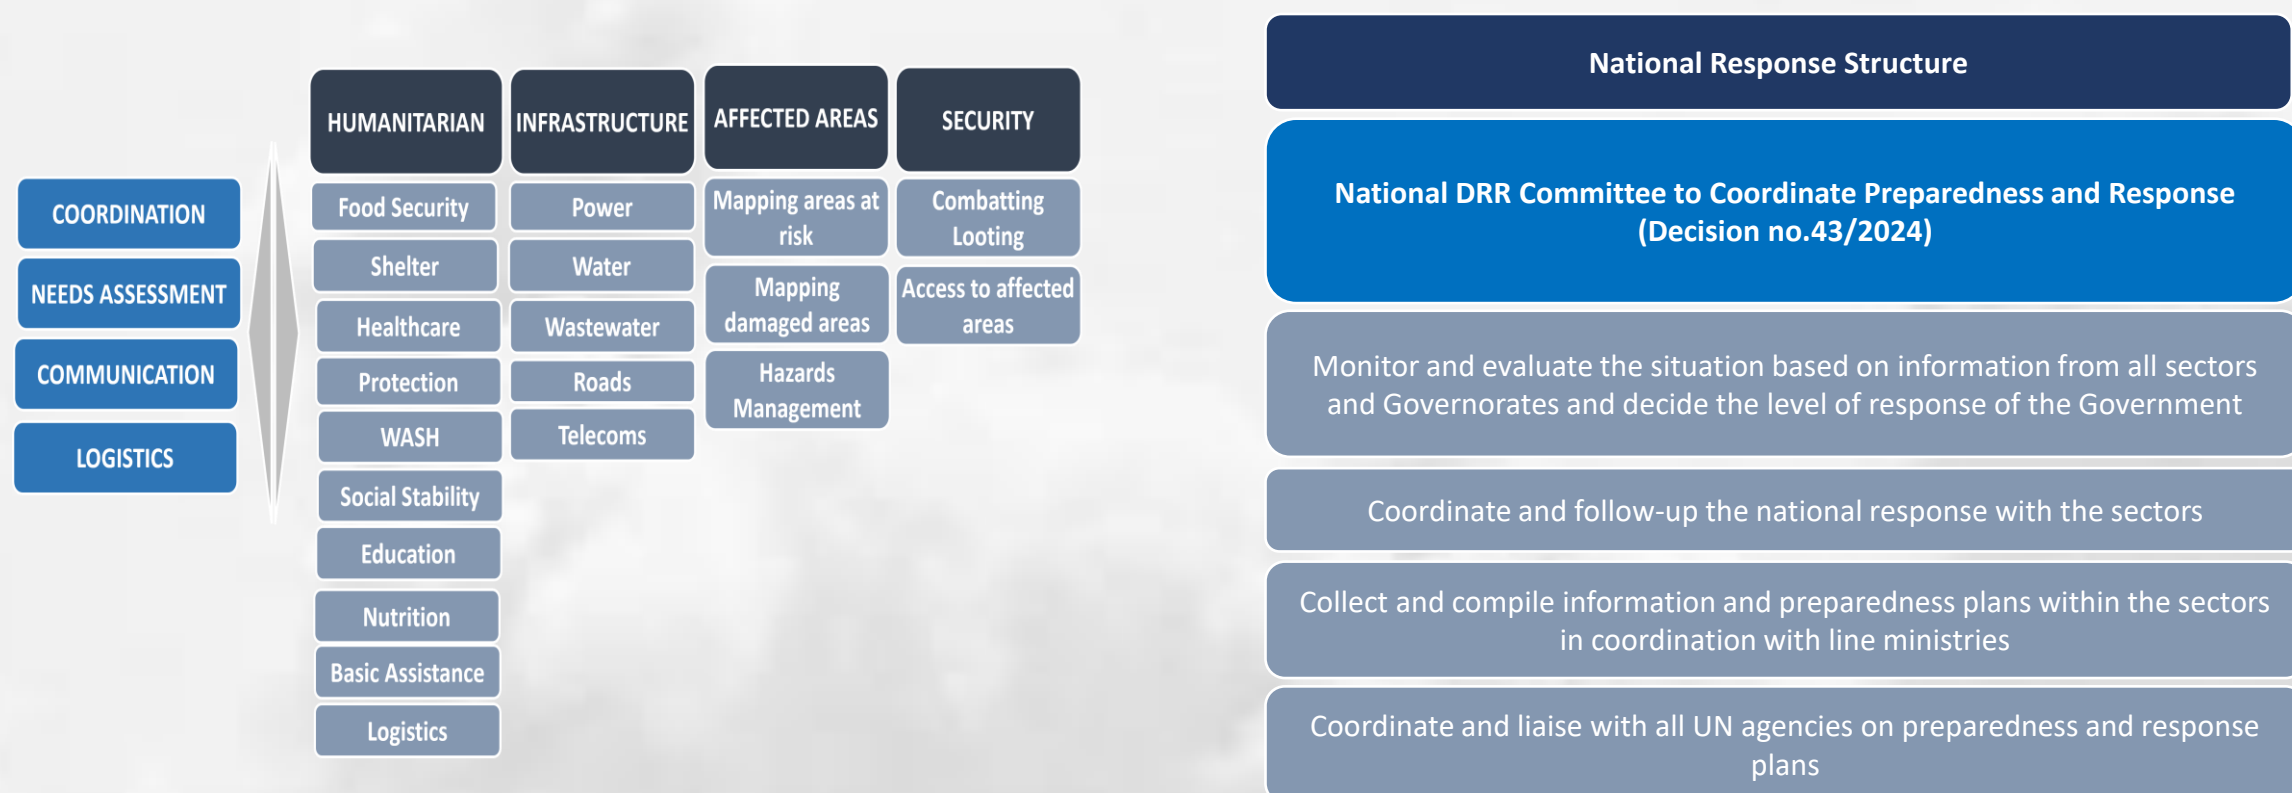 COORDINATION
NEEDS ASSESSMENT
COMMUNICATION
LOGISTICS
HUMANITARIAN
Food Security
Shelter
Healthcare
Protection
WASH
Social Stability
Education
Nutrition
Basic Assistance
Logistics
INFRASTRUCTURE
Power
Water
Wastewater
Roads
Telecoms
AFFECTED AREAS
Mapping areas at
risk
Mapping
damaged areas
Hazards
Management
SECURITY
Combatting
Looting
Access to affected
areas
National Response Structure
National DRR Committee to Coordinate Preparedness and Response
(Decision no.43/2024)
Monitor and evaluate the situation based on information from all sectors
and Governorates and decide the level of response of the Government
Coordinate and follow-up the national response with the sectors
Collect and compile information and preparedness plans within the sectors
in coordination with line ministries
Coordinate and liaise with all UN agencies on preparedness and response
plans